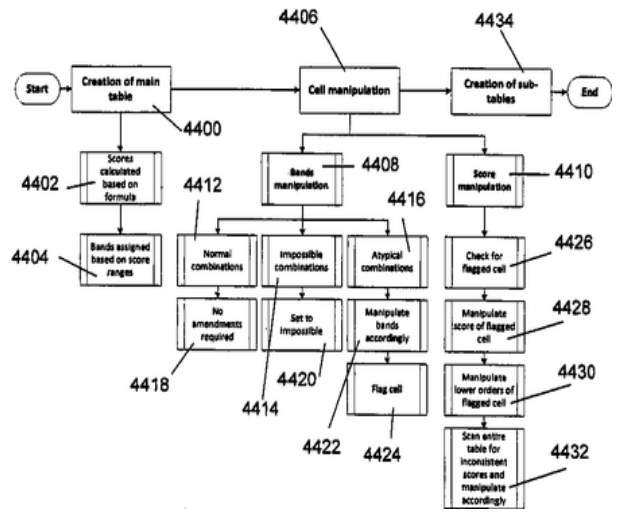 4406
4434
Start
Creation of main
table
Cell manipulation
Creation of sub-
tables
End
4400
4402
Scores
calculated
based on
formula
Bands
manipulation
4408
Score
manipulation
4410
4412
4416
4404
Bands assigned
based on score
ranges
Normal
combinations
Impossible
combinations
Atypical
combinations
Check for
flagged cell
4426
No
amendments
required
Set to
impossible
Manipulate
bands
accordingly
Manipulate
score of flagged
cell
4428
4418
4420
4414
Flag cell
4422
4424
Manipulate
lower orders of
flagged cell
4430
Scan entire
table for
inconsistent
scores and
manipulate
accordingly
4432